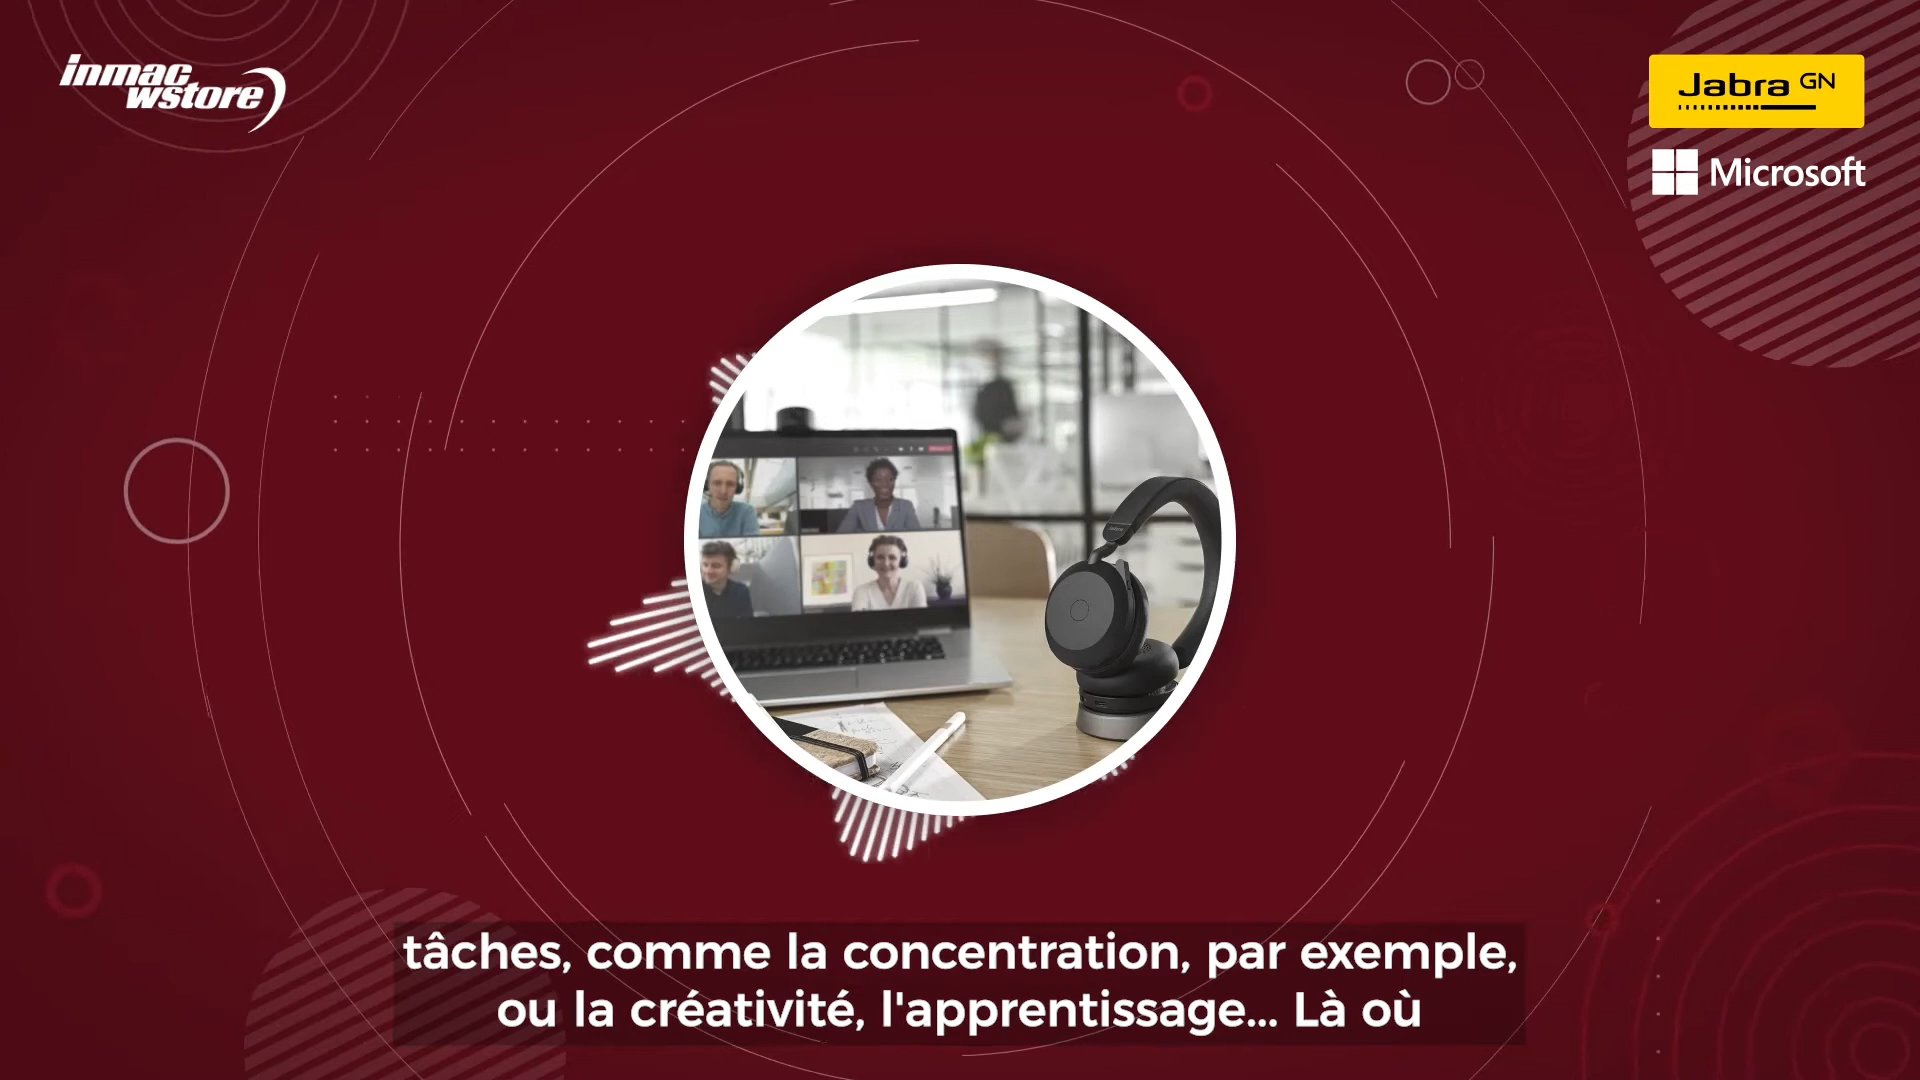 inmac
wstore
Jabra GN
Microsoft
tâches, comme la concentration, par exemple,
ou la créativité, l'apprentissage... Là où